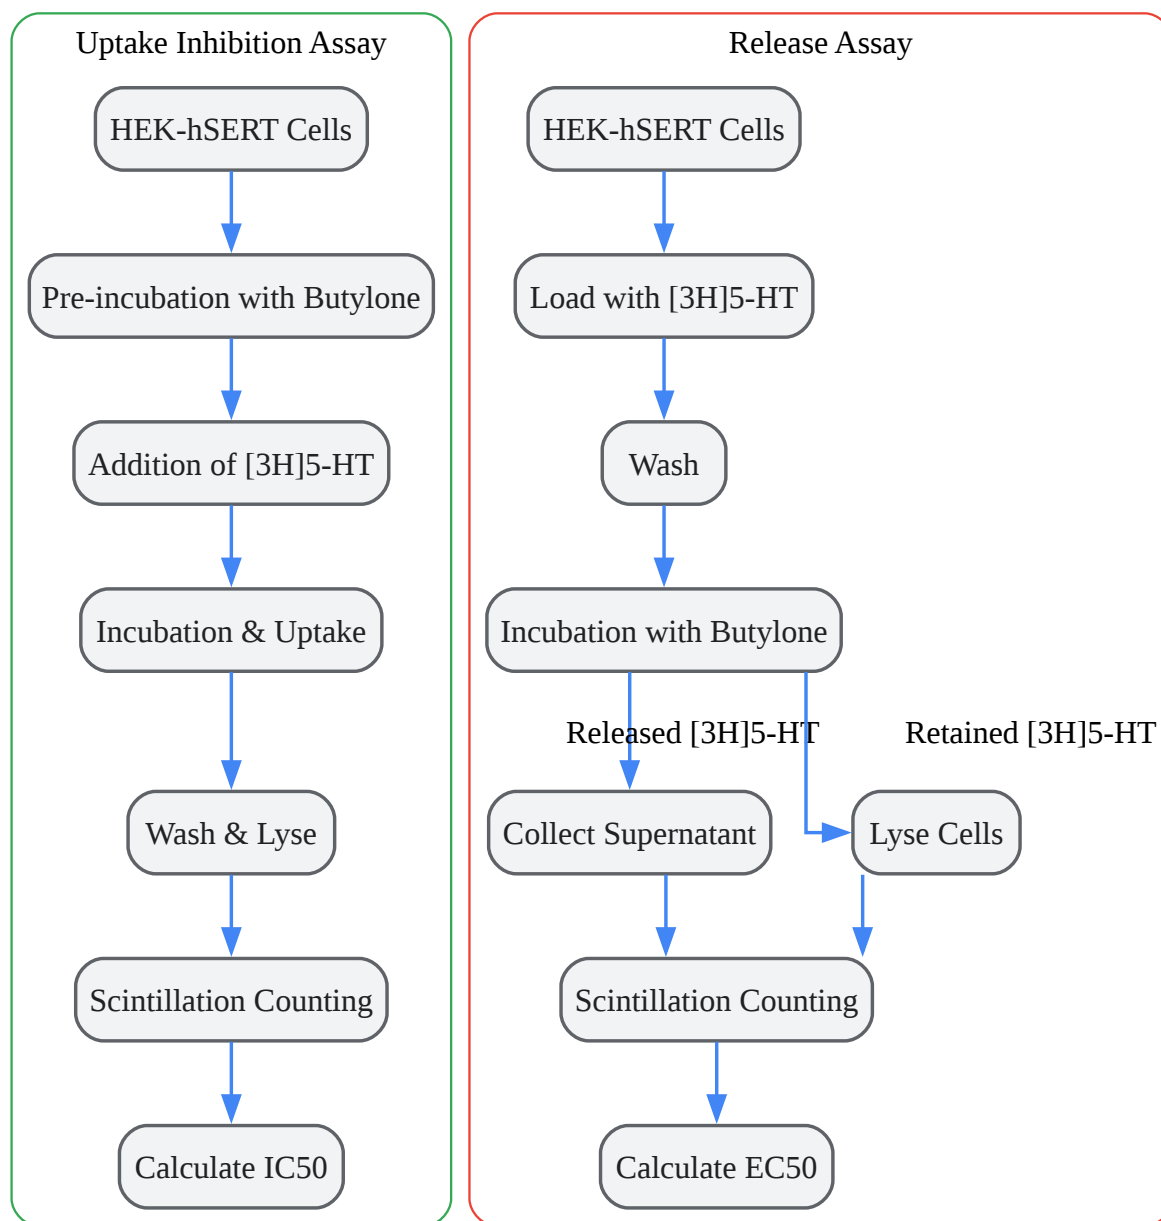 Uptake Inhibition Assay
HEK-hSERT Cells
Pre-incubation with Butylone
Addition of [3H]5-HT
Incubation & Uptake
Wash & Lyse
Scintillation Counting
Calculate IC50
Release Assay
HEK-hSERT Cells
Load with [3H]5-HT
Wash
Incubation with Butylone
Released [3H]5-HT
Retained [3H]5-HT
Collect Supernatant
Lyse Cells
Scintillation Counting
Calculate EC50